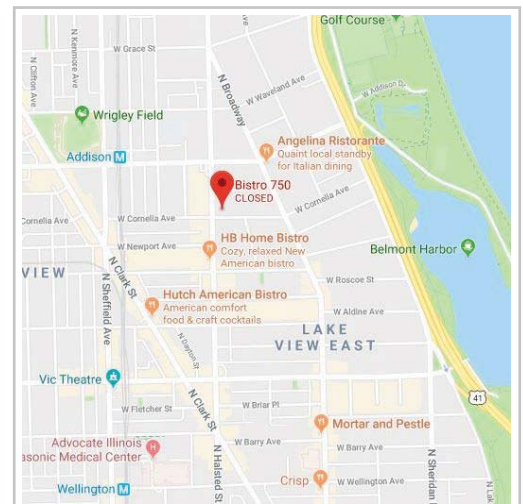 Golf Course
W Grace St
N Clifton Ave
N Kenmore Ave
N Broadway
W Waveland Ave
W Addison D
Wrigley Field
Addison M
Angelina Ristorante
Quaint local standby
for Italian dining
Bistro 750
CLOSED
W Cornelia Ave
Cornelia Ave
W Cornelia Ave
W Newport Ave
HB Home Bistro
Cozy, relaxed New
American bistro
Belmont Harbor
VIEW
N Clark St
N Sheffield Ave
W Roscoe St
Hutch American Bistro
American comfort
food & craft cocktails
W Aldine Ave
LAKE
VIEW EAST
N Dayton St
Vic Theatre
41
W Fletcher St
N Clark St
W Briar Pl
Mortar and Pestle
Advocate Illinois
asonic Medical Center
W Barry Ave
W Barry Ave
N Halsted St
Crisp
W Wellington Ave
N Sheridan
Wellington M